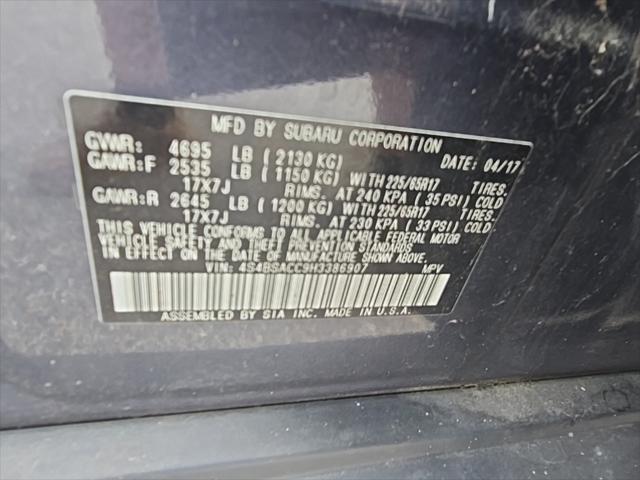 MFD BY SUBARU CORPORATION
GVWR: 4695 LB (2130 KG) DATE: 04/17
GAWR:F 2535 LB (1150 KG) WITH 225/65R17 TIRES.
17X7J RIMS. AT 240 KPA (35 PSI) COLD
GAWR:R 2645 LB (1200 KG) WITH 225/65R17 TIRES.
17X7J RIMS. AT 230 KPA (33 PSI) COLD
THIS VEHICLE CONFORMS TO ALL APPLICABLE FEDERAL MOTOR
VEHICLE SAFETY AND THEFT PREVENTION STANDARDS
IN EFFECT ON THE DATE OF MANUFACTURE SHOWN ABOVE.
VIN: 4S4BSACC9H3386907 MPV
ASSEMBLED BY SIA INC. MADE IN U.S.A.